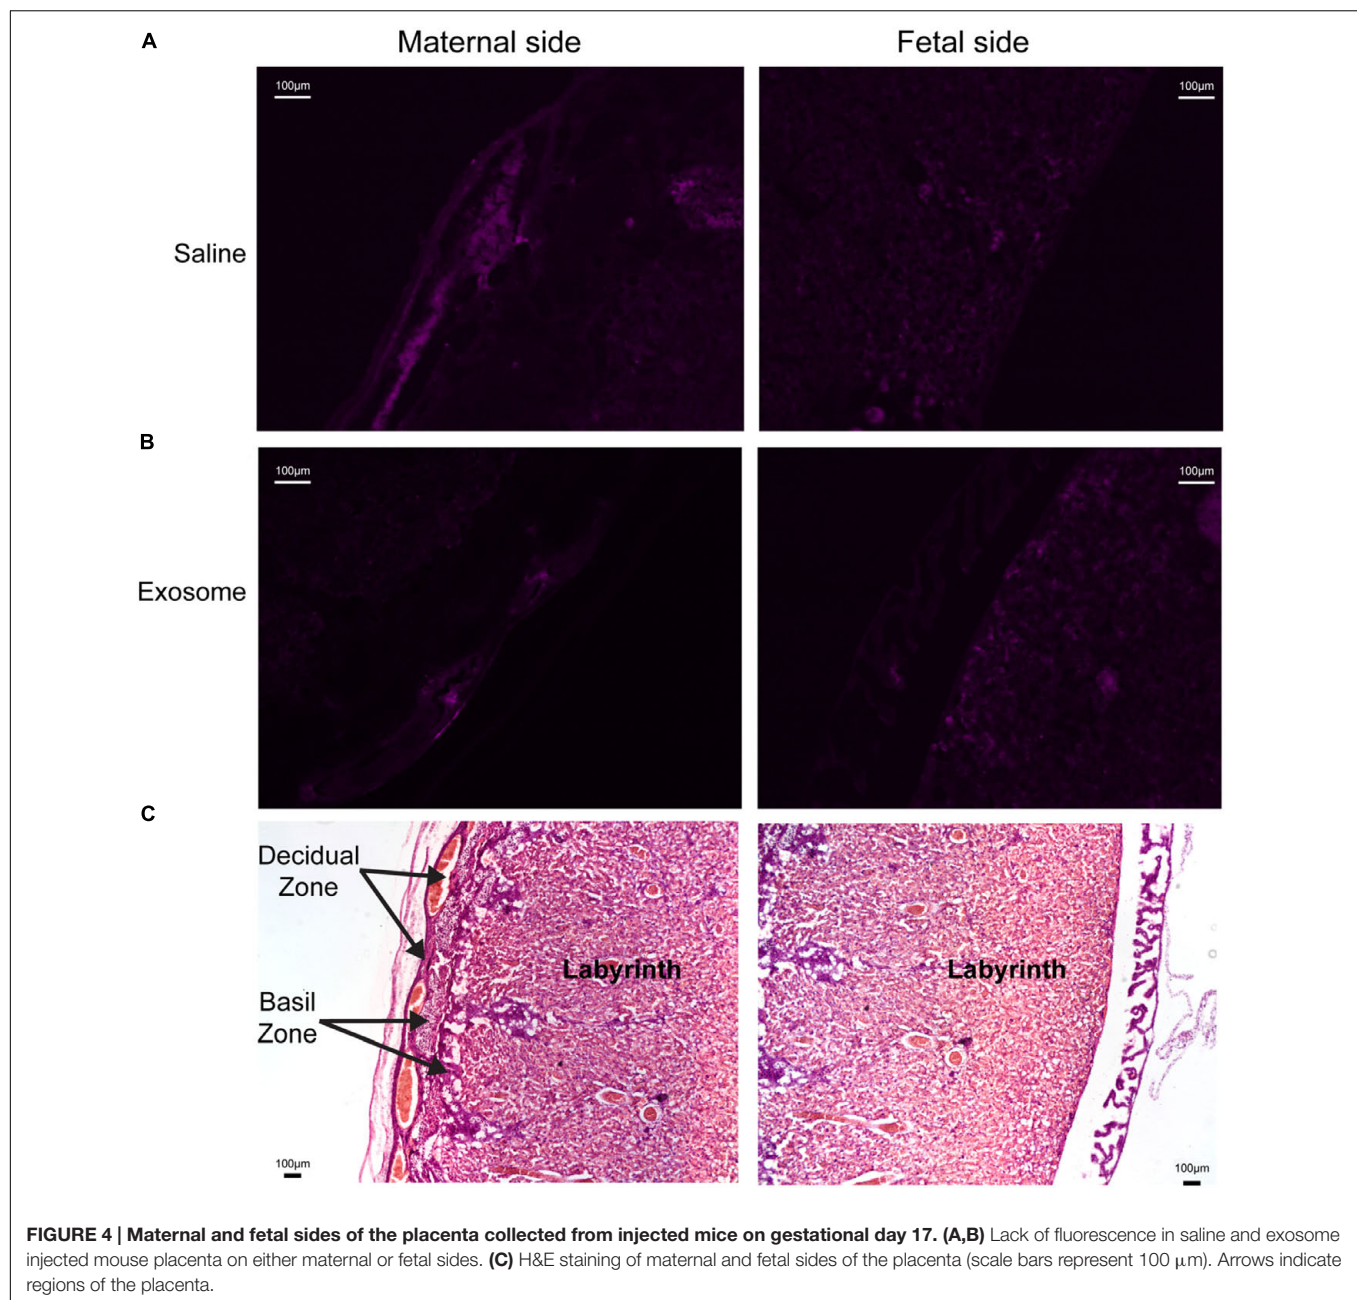 A
Maternal side
Fetal side
100µm
100µm
Saline
B
100µm
100µm
Exosome
C
Decidual
Zone
Labyrinth
Labyrinth
Basil
Zone
100µm
100µm
FIGURE 4 | Maternal and fetal sides of the placenta collected from injected mice on gestational day 17. (A,B) Lack of fluorescence in saline and exosome
injected mouse placenta on either maternal or fetal sides. (C) H&E staining of maternal and fetal sides of the placenta (scale bars represent 100 µm). Arrows indicate
regions of the placenta.